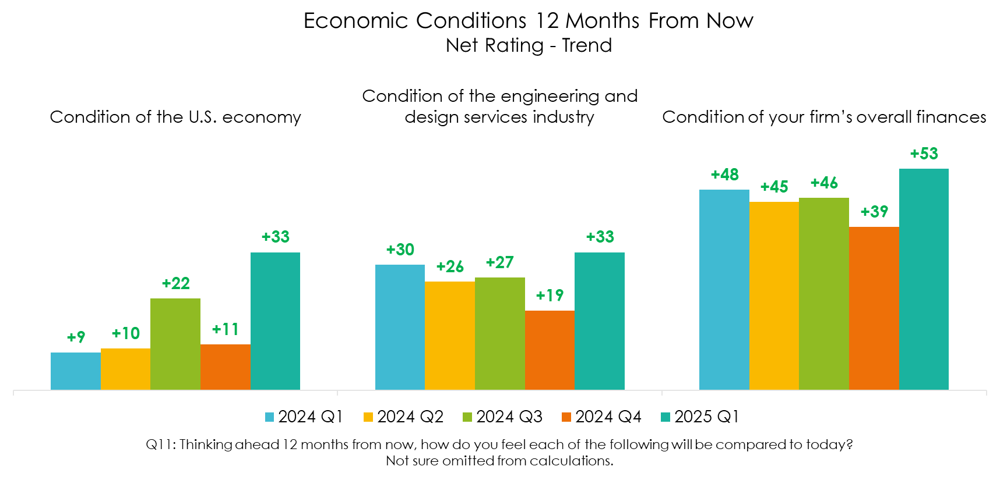 Economic Conditions 12 Months From Now
Net Rating - Trend
Condition of the U.S. economy
Condition of the engineering and
design services industry
Condition of your firm’s overall finances
+9
+10
+22
+11
+33
+30
+26
+27
+19
+33
+48
+45
+46
+39
+53
2024 Q1
2024 Q2
2024 Q3
2024 Q4
2025 Q1
Q11: Thinking ahead 12 months from now, how do you feel each of the following will be compared to today?
Not sure omitted from calculations.